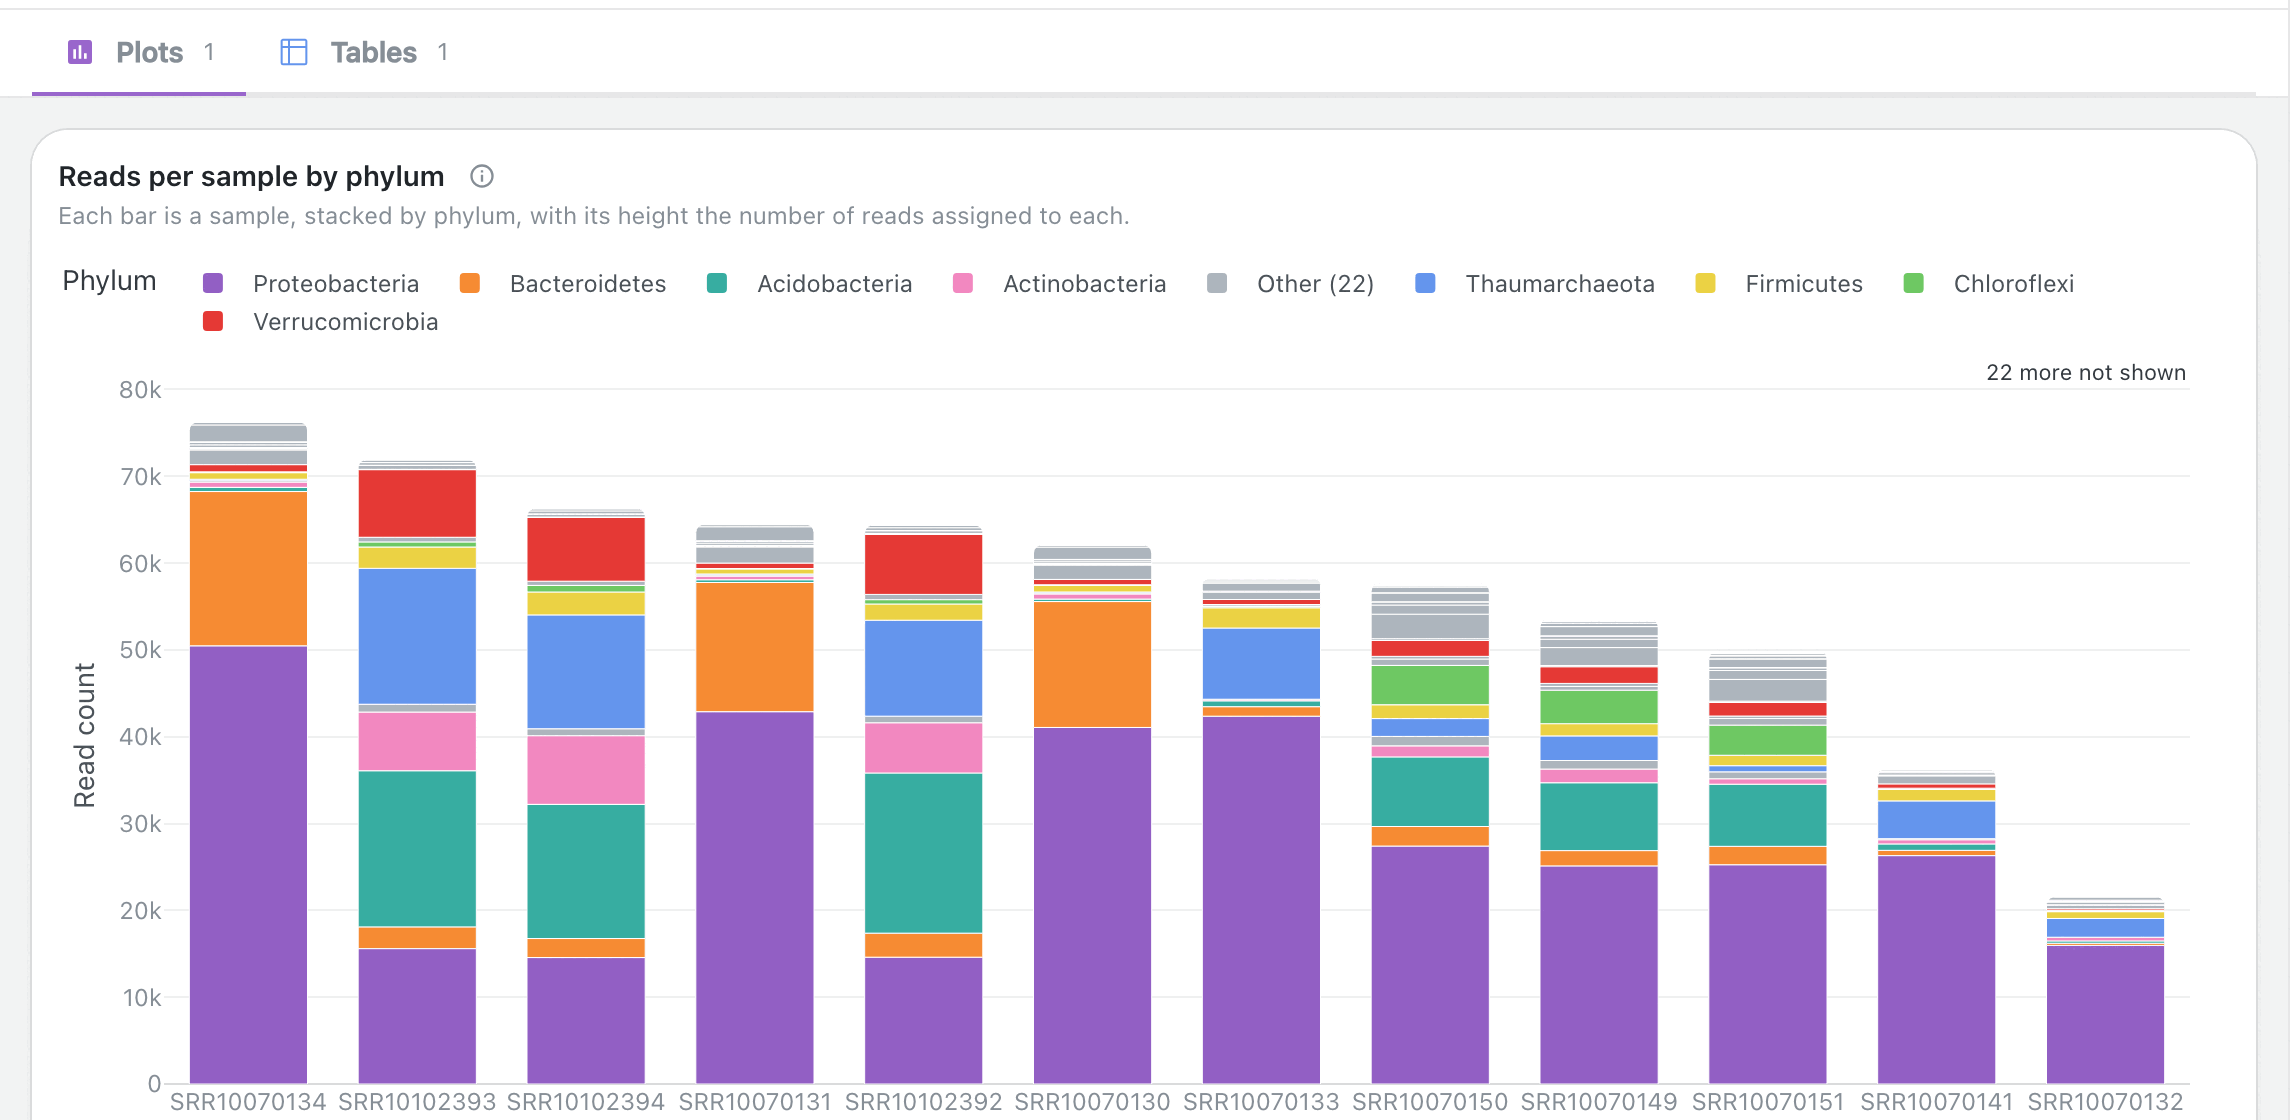 Plots 1 Tables 1
Reads per sample by phylum
Each bar is a sample, stacked by phylum, with its height the number of reads assigned to each.
Phylum Proteobacteria Bacteroidetes Acidobacteria Actinobacteria Other (22) Thaumarchaeota Firmicutes Chloroflexi
Verrucomicrobia
22 more not shown
Read count
80k
70k
60k
50k
40k
30k
20k
10k
0
SRR10070134 SRR10102393 SRR10102394 SRR10070131 SRR10102392 SRR10070130 SRR10070133 SRR10070150 SRR10070149 SRR10070151 SRR10070141 SRR10070132